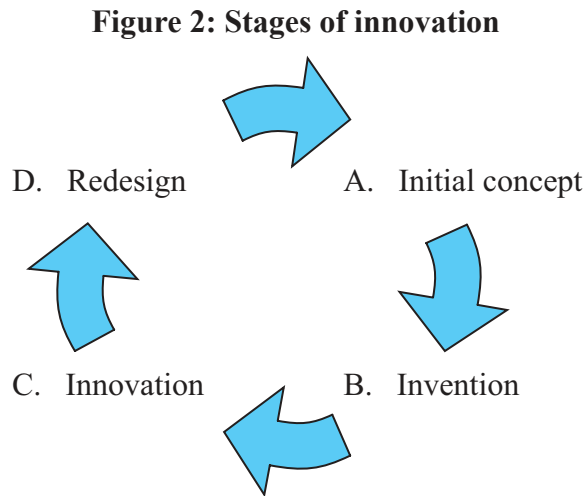 Figure 2: Stages of innovation
D. Redesign
A. Initial concept
C. Innovation
B. Invention